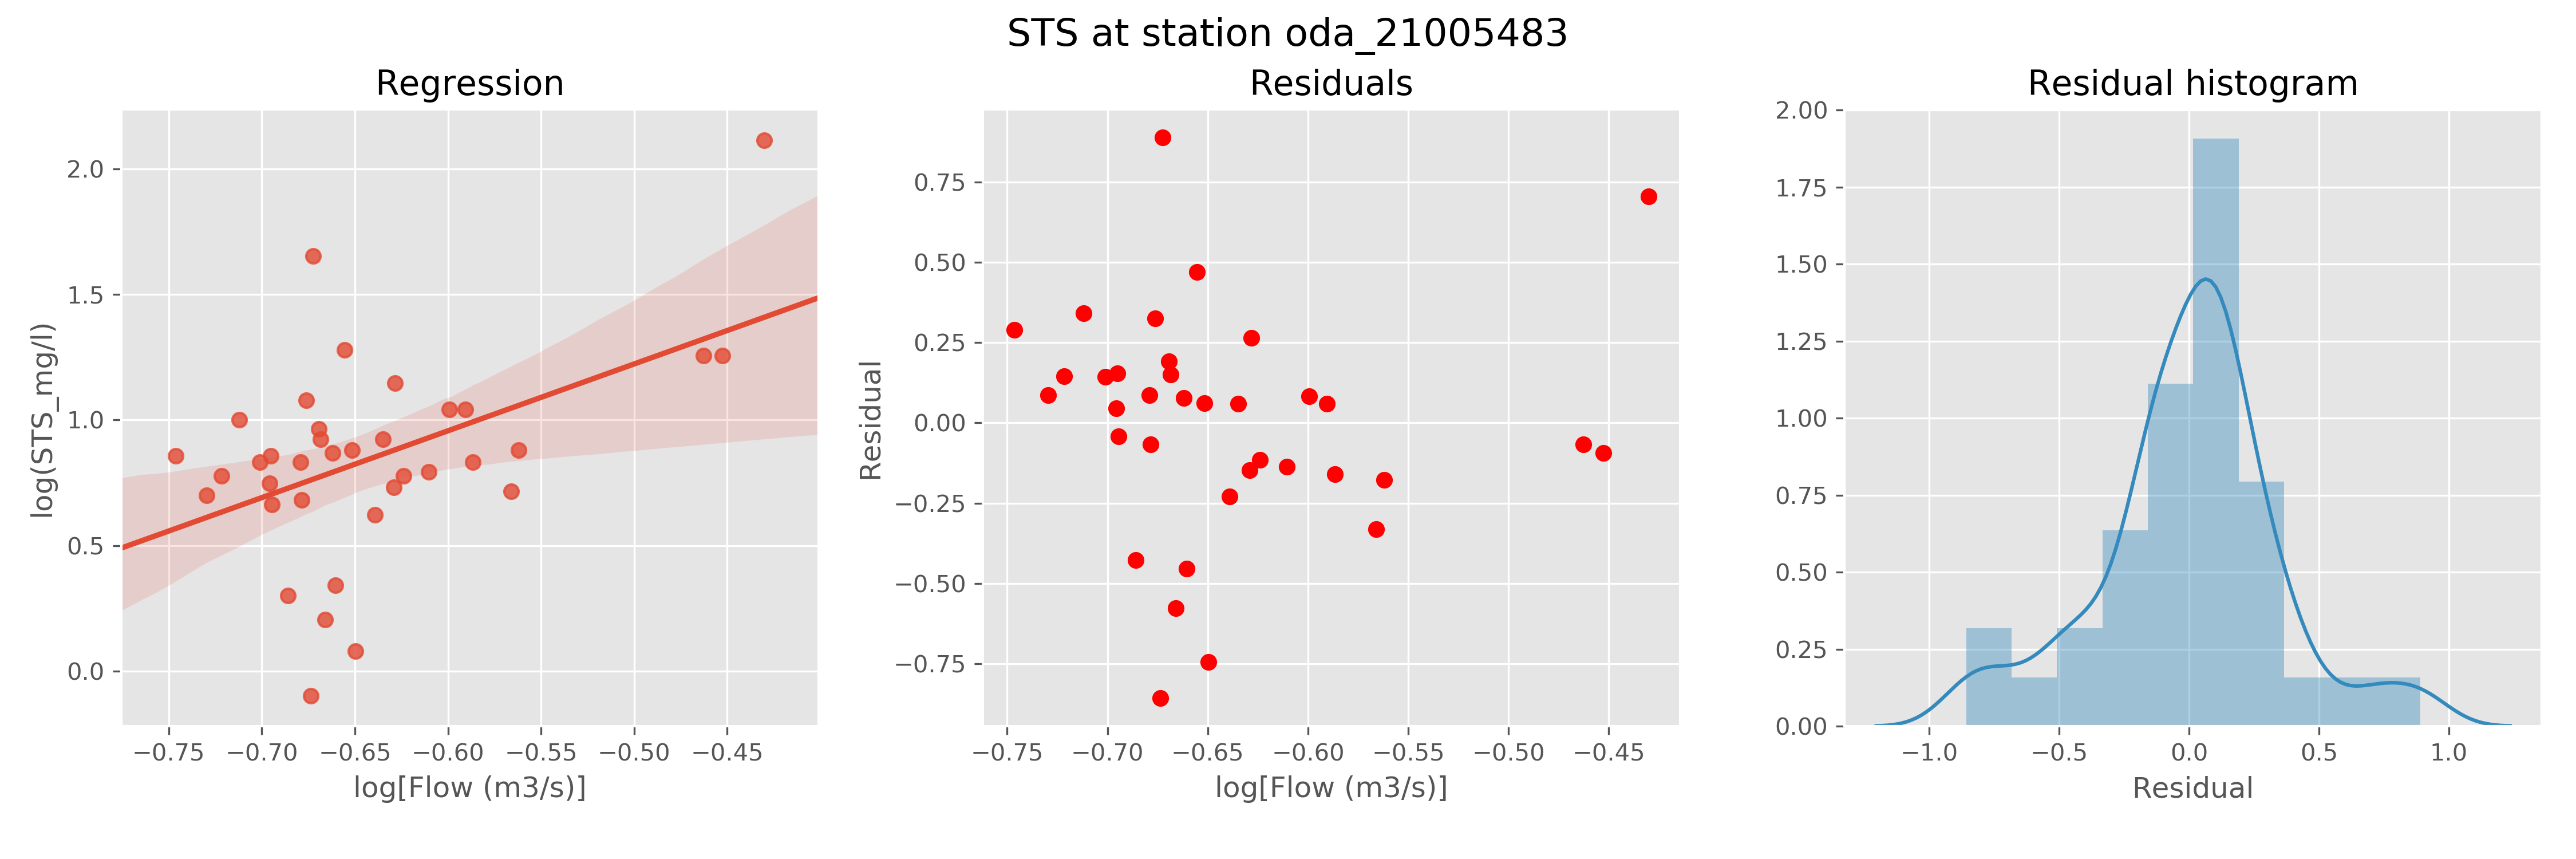 STS at station oda_21005483
Regression
log(STS_mg/l)
2.0
1.5
1.0
0.5
0.0
−0.75 −0.70 −0.65 −0.60 −0.55 −0.50 −0.45
log[Flow (m3/s)]
Residuals
Residual
0.75
0.50
0.25
0.00
−0.25
−0.50
−0.75
−0.75 −0.70 −0.65 −0.60 −0.55 −0.50 −0.45
log[Flow (m3/s)]
Residual histogram
2.00
1.75
1.50
1.25
1.00
0.75
0.50
0.25
0.00
−1.0 −0.5 0.0 0.5 1.0
Residual